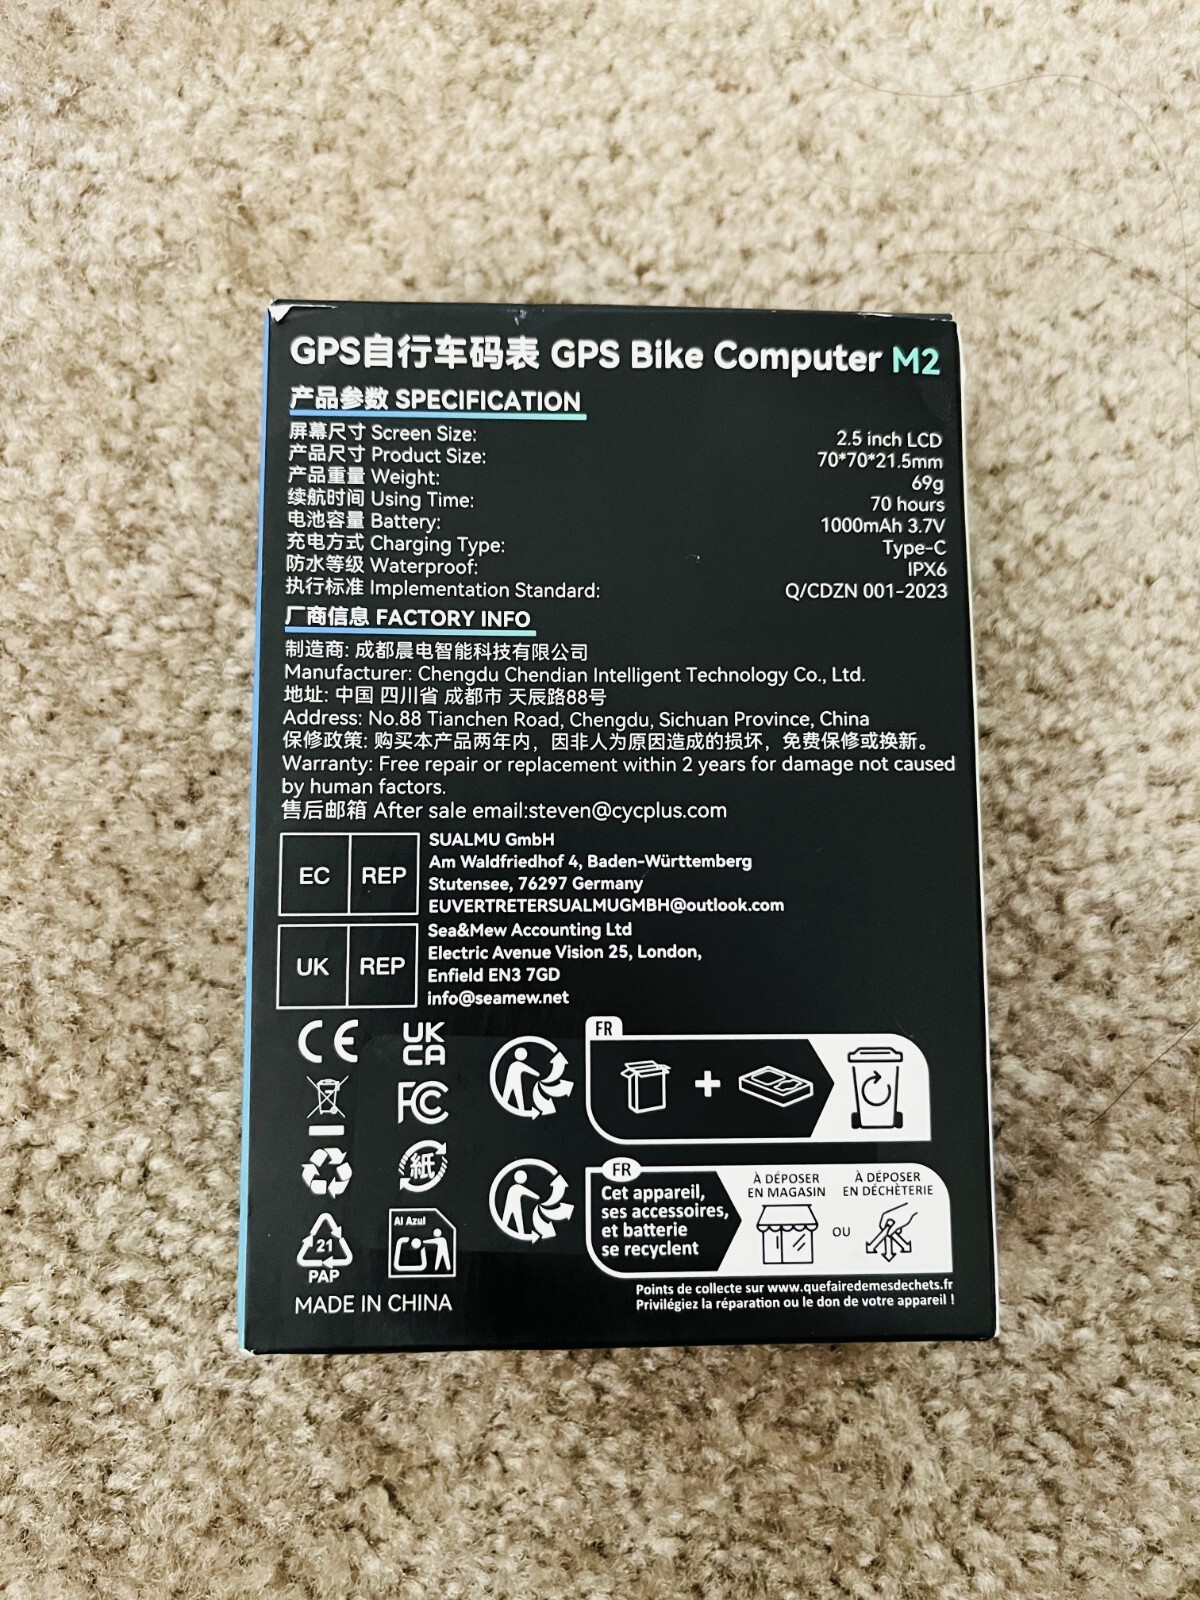 GPS自行车码表 GPS Bike Computer M2
产品参数 SPECIFICATION
屏幕尺寸 Screen Size: 2.5 inch LCD
产品尺寸 Product Size: 70*70*21.5mm
产品重量 Weight: 69g
续航时间 Using Time: 70 hours
电池容量 Battery: 1000mAh 3.7V
充电方式 Charging Type: Type-C
防水等级 Waterproof: IPX6
执行标准 Implementation Standard: Q/CDZN 001-2023
厂商信息 FACTORY INFO
制造商: 成都晨电智能科技有限公司
Manufacturer: Chengdu Chendian Intelligent Technology Co., Ltd.
地址: 中国 四川省 成都市 天辰路88号
Address: No.88 Tianchen Road, Chengdu, Sichuan Province, China
保修政策: 购买本产品两年内，因非人为原因造成的损坏，免费保修或换新。
Warranty: Free repair or replacement within 2 years for damage not caused
by human factors.
售后邮箱 After sale email:steven@cycplus.com
EC REP
SUALMU GmbH
Am Waldfriedhof 4, Baden-Württemberg
Stutensee, 76297 Germany
EUVERTRETERSUALMUGMBH@outlook.com
UK REP
Sea&Mew Accounting Ltd
Electric Avenue Vision 25, London,
Enfield EN3 7GD
info@seamew.net
CE
UK
CA
FC
紙
21
PAP
Al Azul
MADE IN CHINA
FR
+
FR
Cet appareil,
ses accessoires,
et batterie
se recyclent
À DÉPOSER
EN MAGASIN
OU
À DÉPOSER
EN DÉCHÈTERIE
Points de collecte sur www.quefairedemesdechets.fr
Privilégiez la réparation ou le don de votre appareil !